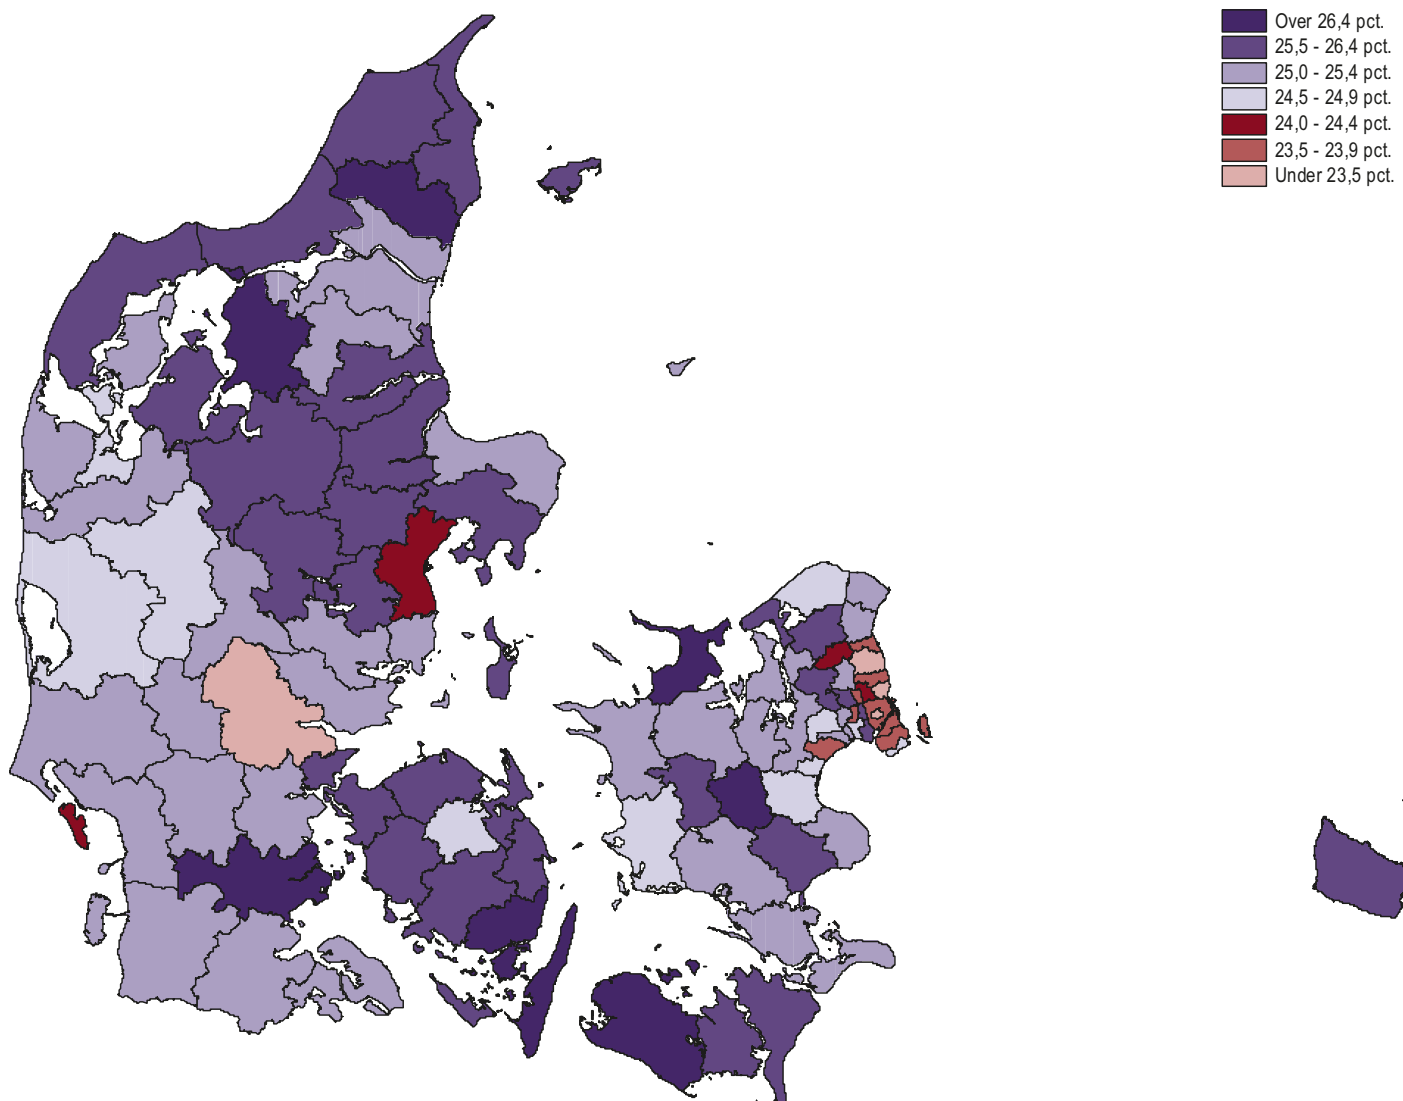 Over 26,4 pct.
25,5 - 26,4 pct.
25,0 - 25,4 pct.
24,5 - 24,9 pct.
24,0 - 24,4 pct.
23,5 - 23,9 pct.
Under 23,5 pct.